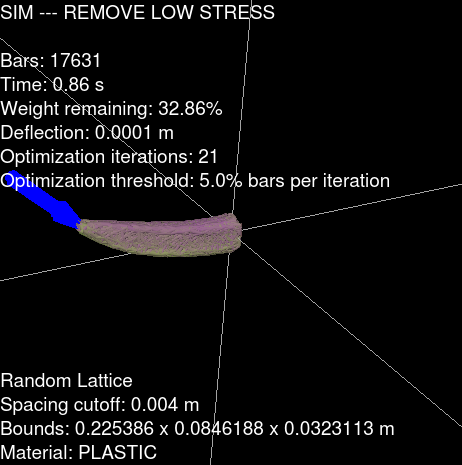 SIM --- REMOVE LOW STRESS
Bars: 17631
Time: 0.86 s
Weight remaining: 32.86%
Deflection: 0.0001 m
Optimization iterations: 21
Optimization threshold: 5.0% bars per iteration
Random Lattice
Spacing cutoff: 0.004 m
Bounds: 0.225386 x 0.0846188 x 0.0323113 m
Material: PLASTIC